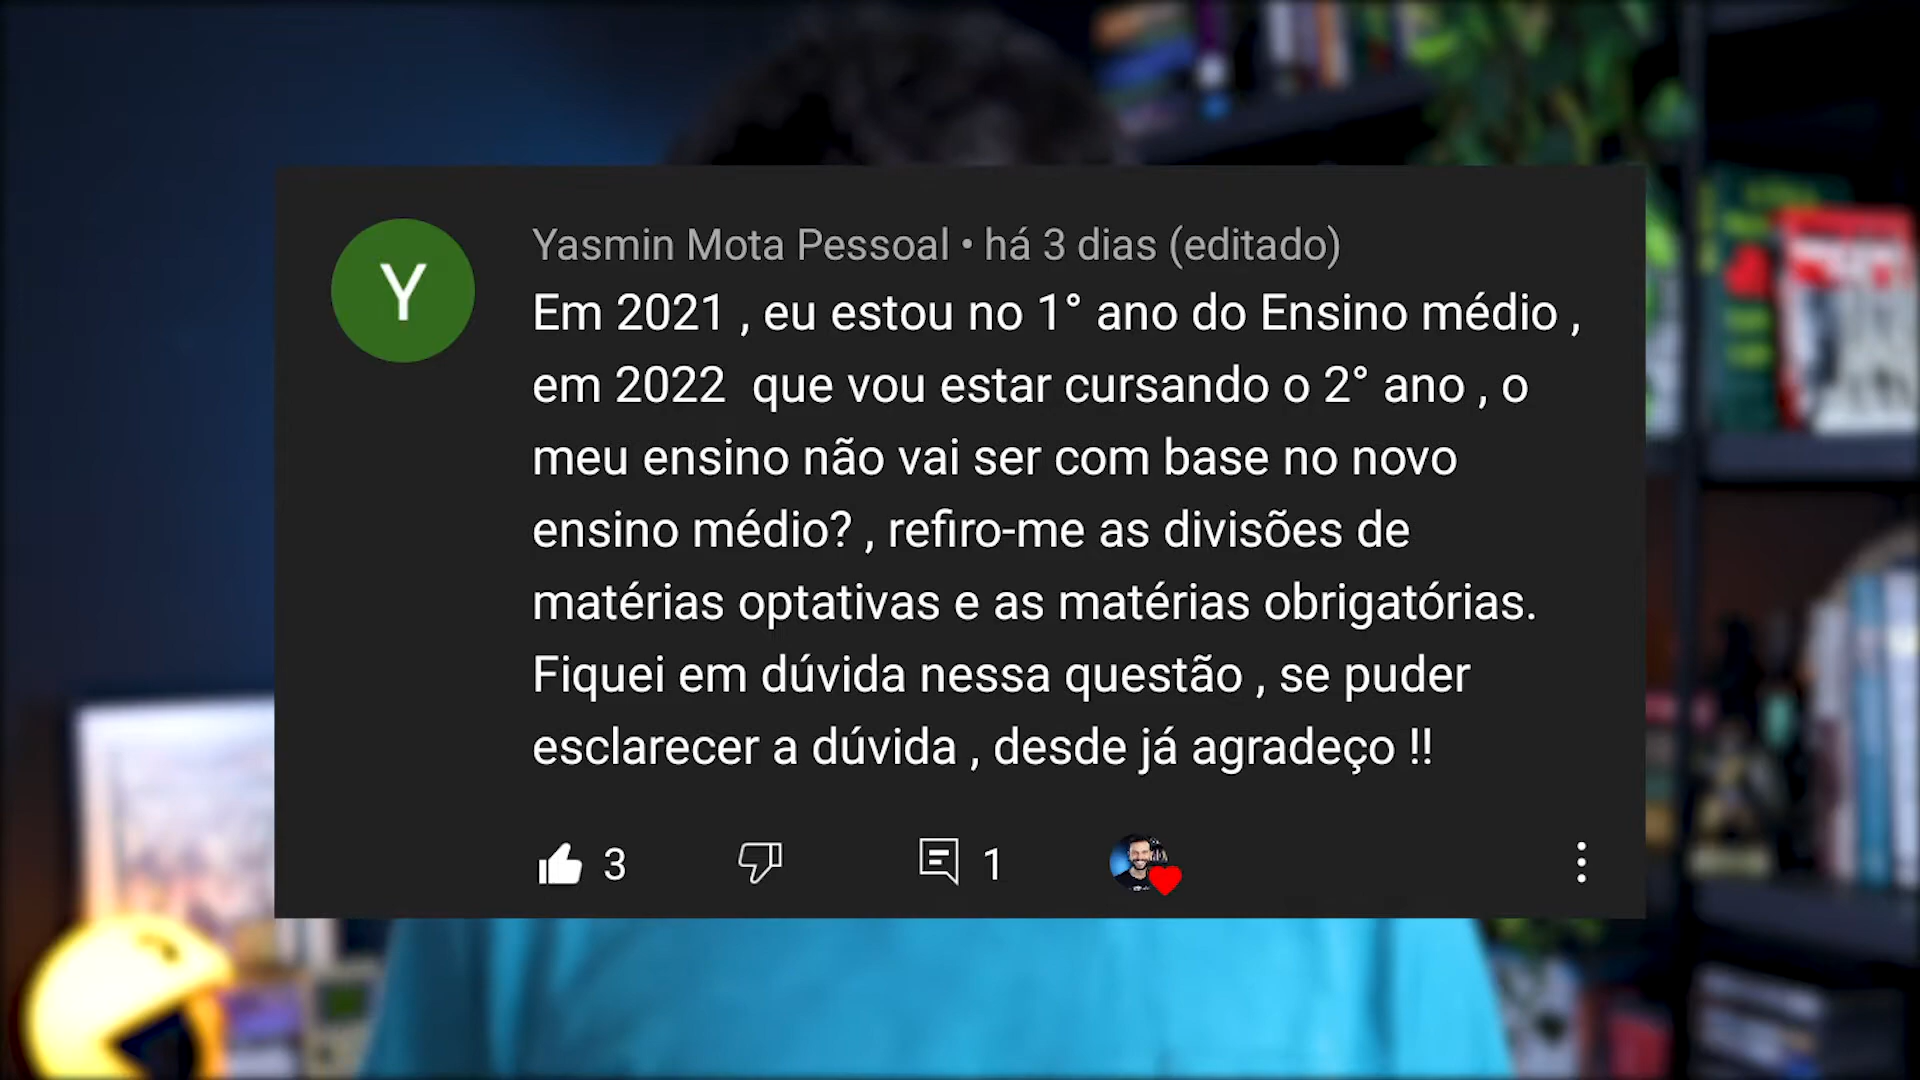 Y
Yasmin Mota Pessoal • há 3 dias (editado)
Em 2021 , eu estou no 1° ano do Ensino médio ,
em 2022  que vou estar cursando o 2° ano , o
meu ensino não vai ser com base no novo
ensino médio? , refiro-me as divisões de
matérias optativas e as matérias obrigatórias.
Fiquei em dúvida nessa questão , se puder
esclarecer a dúvida , desde já agradeço !!
3
1